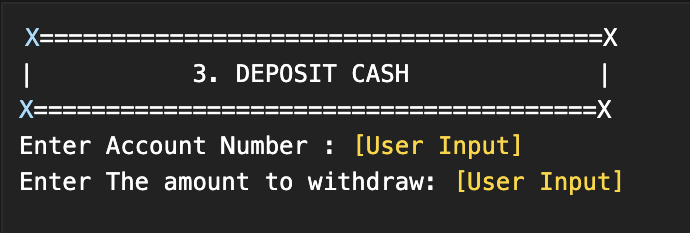 X=======================================X
| 3. DEPOSIT CASH |
X=======================================X
Enter Account Number : [User Input]
Enter The amount to withdraw: [User Input]